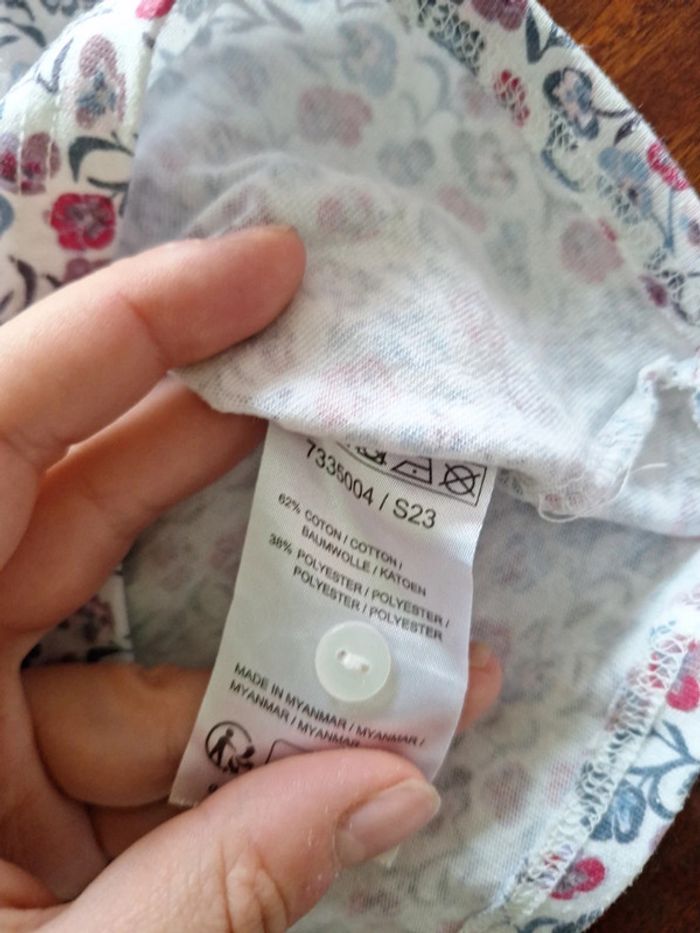 7335004 / S23
62% COTON / COTTON /
BAUMWOLLE / KATOEN
38% POLYESTER / POLYESTER /
POLYESTER / POLYESTER
MADE IN MYANMAR / MYANMAR /
MYANMAR / MYANMAR